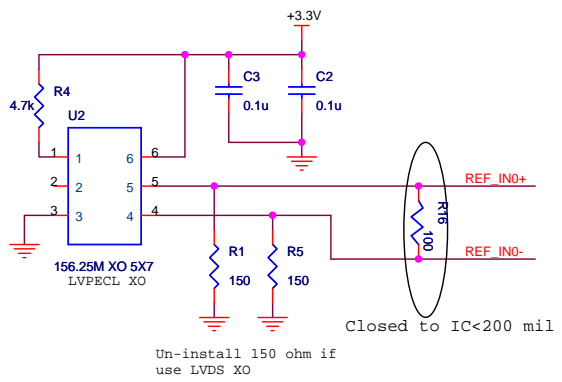 +3.3V
R4
4.7k
C3
0.1u
C2
0.1u
U2
1
1
6
6
2
2
5
5
3
3
4
4
REF_IN0+
R16
100
REF_IN0-
R1
150
R5
150
156.25M XO 5X7
LVPECL XO
Closed to IC<200 mil
Un-install 150 ohm if
use LVDS XO